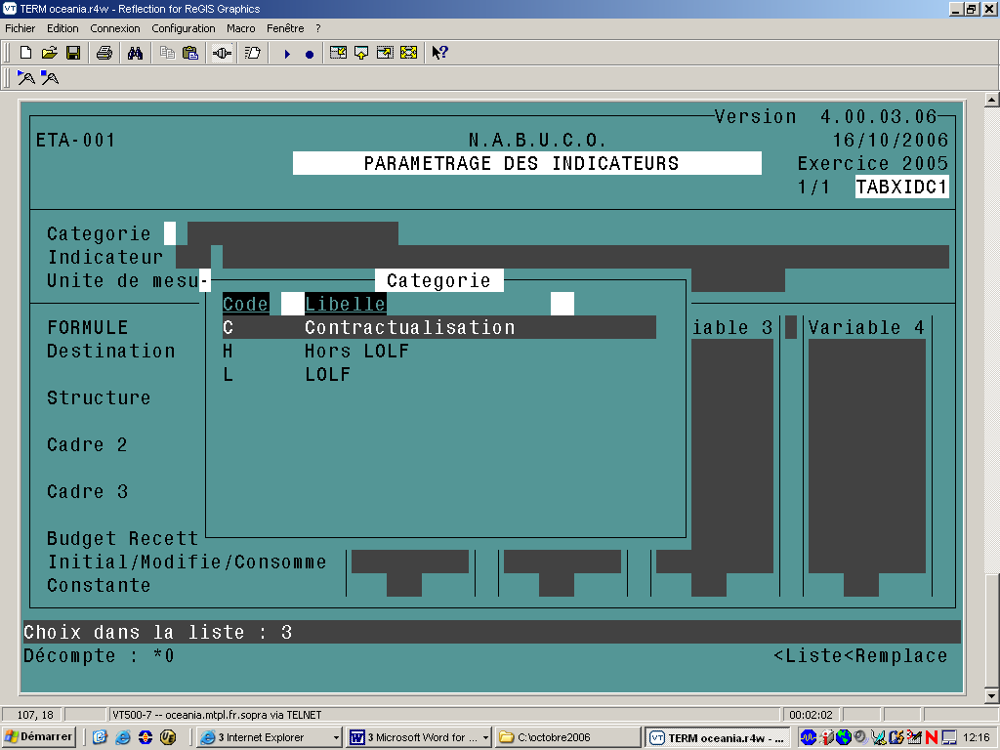 TERM oceania.r4w - Reflection for ReGIS Graphics
Fichier Edition Connexion Configuration Macro Fenêtre ?
Version 4.00.03.06
ETA-001 N.A.B.U.C.O. 16/10/2006
PARAMETRAGE DES INDICATEURS Exercice 2005
1/1 TABXIDC1
Categorie
Indicateur
Unite de mesu-
Categorie
Code Libelle
C Contractualisation
H Hors LOLF
L LOLF
FORMULE iable 3 Variable 4
Destination
Structure
Cadre 2
Cadre 3
Budget Recett
Initial/Modifie/Consomme
Constante
Choix dans la liste : 3
Décompte : *0 <Liste<Remplace
107, 18 VT500-7 -- oceania.mtpl.fr.sopra via TELNET 00:02:02
Démarrer 3 Internet Explorer 3 Microsoft Word for ... C:\octobre2006 TERM oceania.r4w - ... 12:16